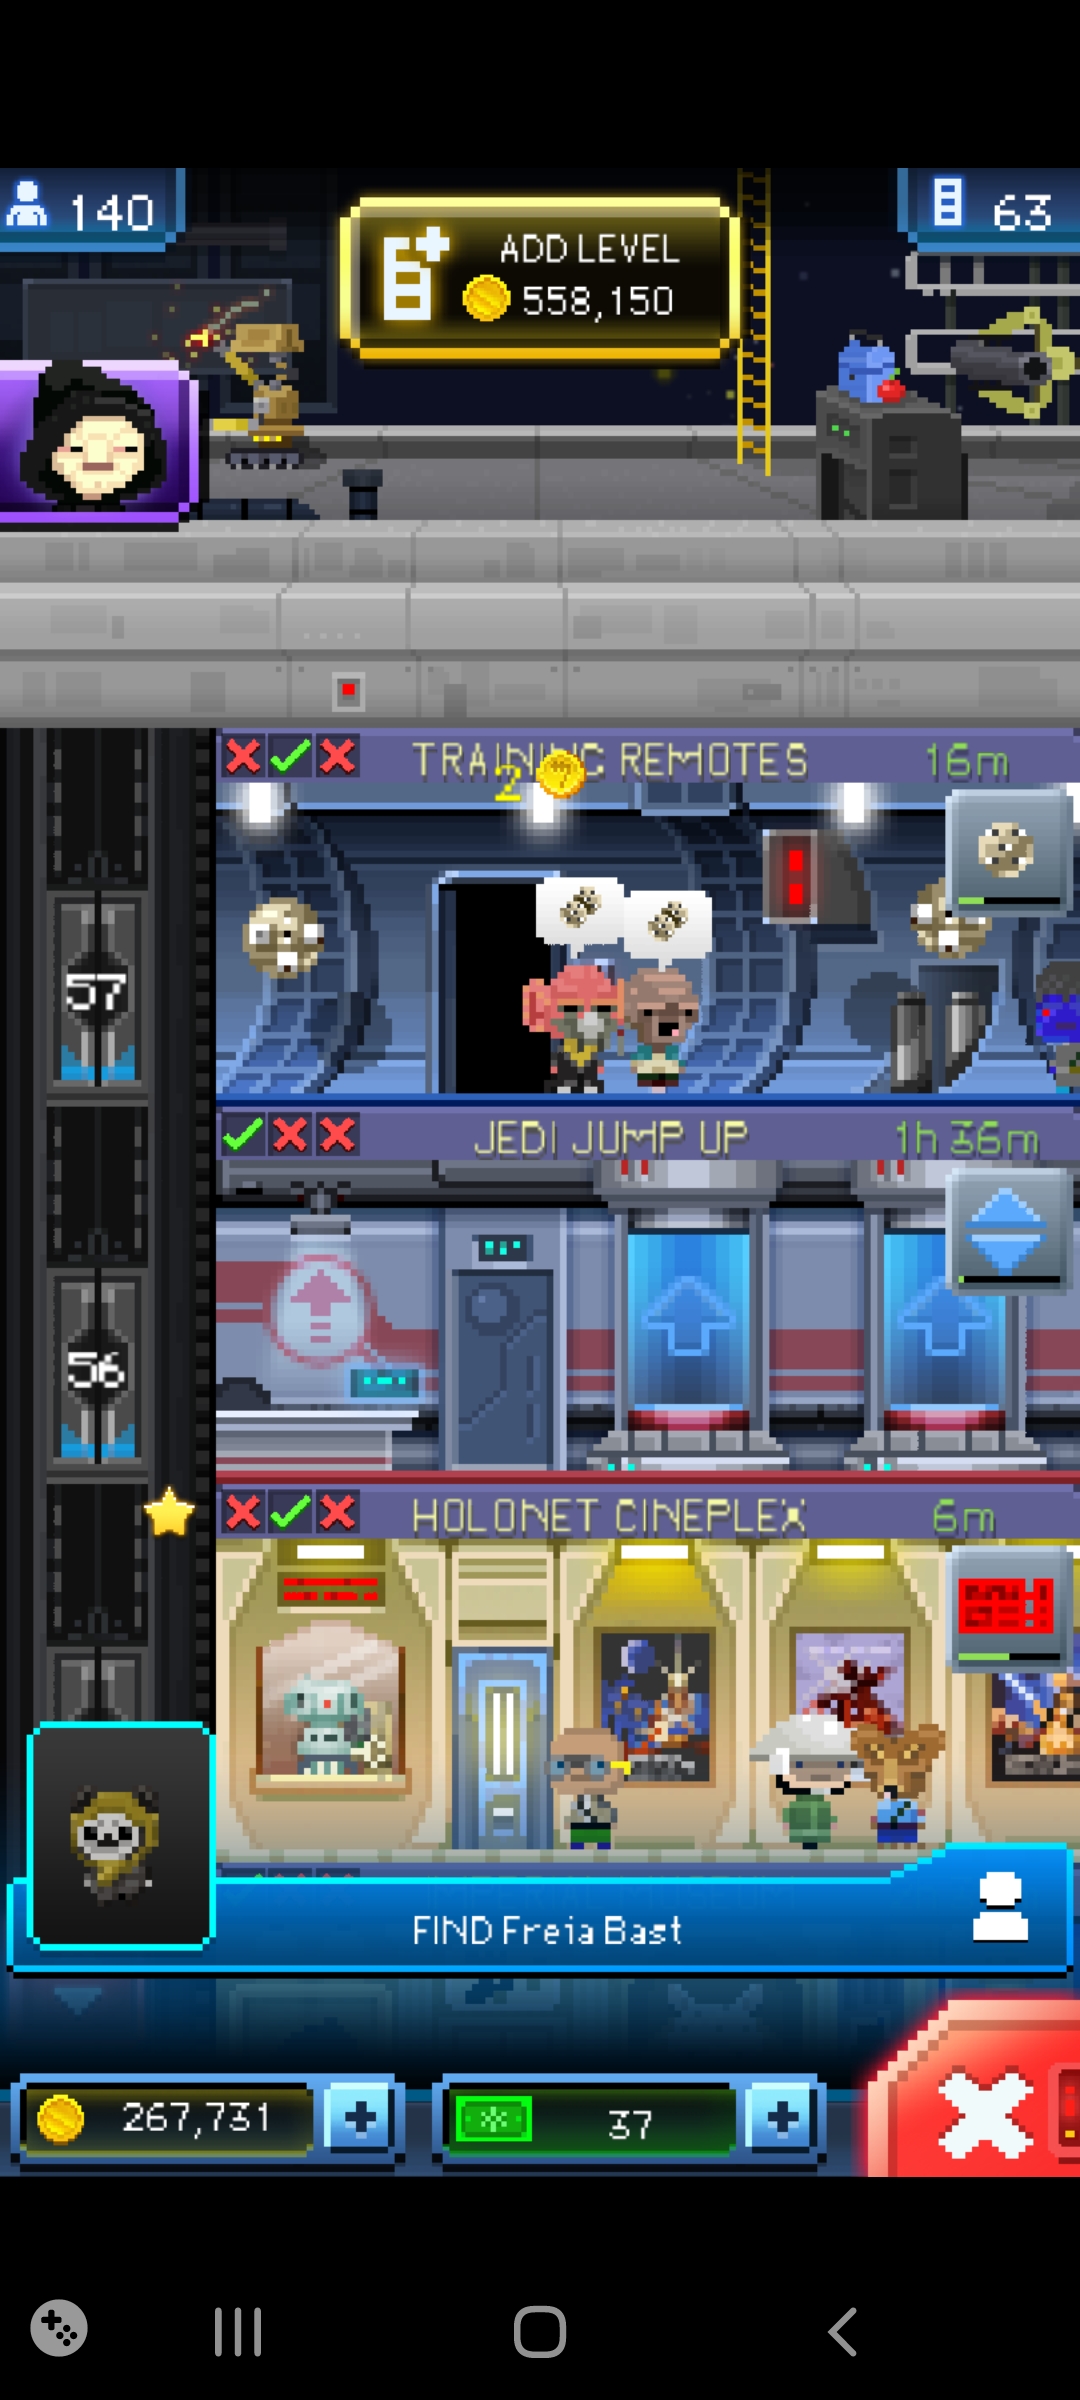 140
ADD LEVEL
558,150
63
TRAINING REMOTES 16m
2
57
JEDI JUMP UP 1h 36m
56
HOLONET CINEPLEX 6m
FIND Freia Bast
267,731
37